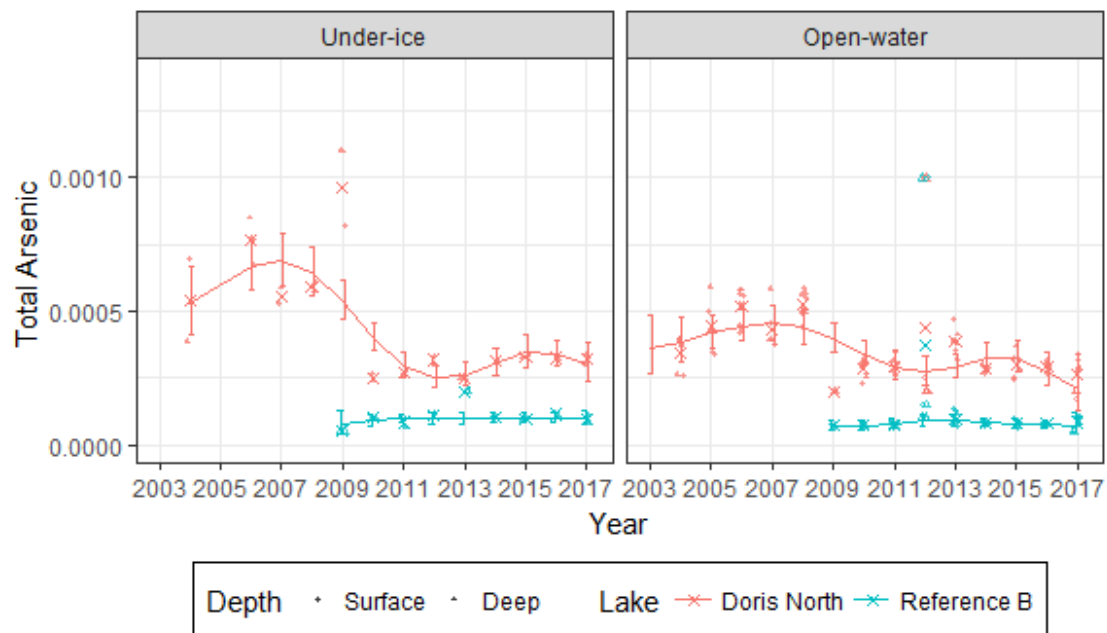 Under-ice Open-water
Total Arsenic
0.0010
0.0005
0.0000
2003 2005 2007 2009 2011 2013 2015 2017 2003 2005 2007 2009 2011 2013 2015 2017
Year
Depth Surface Deep Lake Doris North Reference B